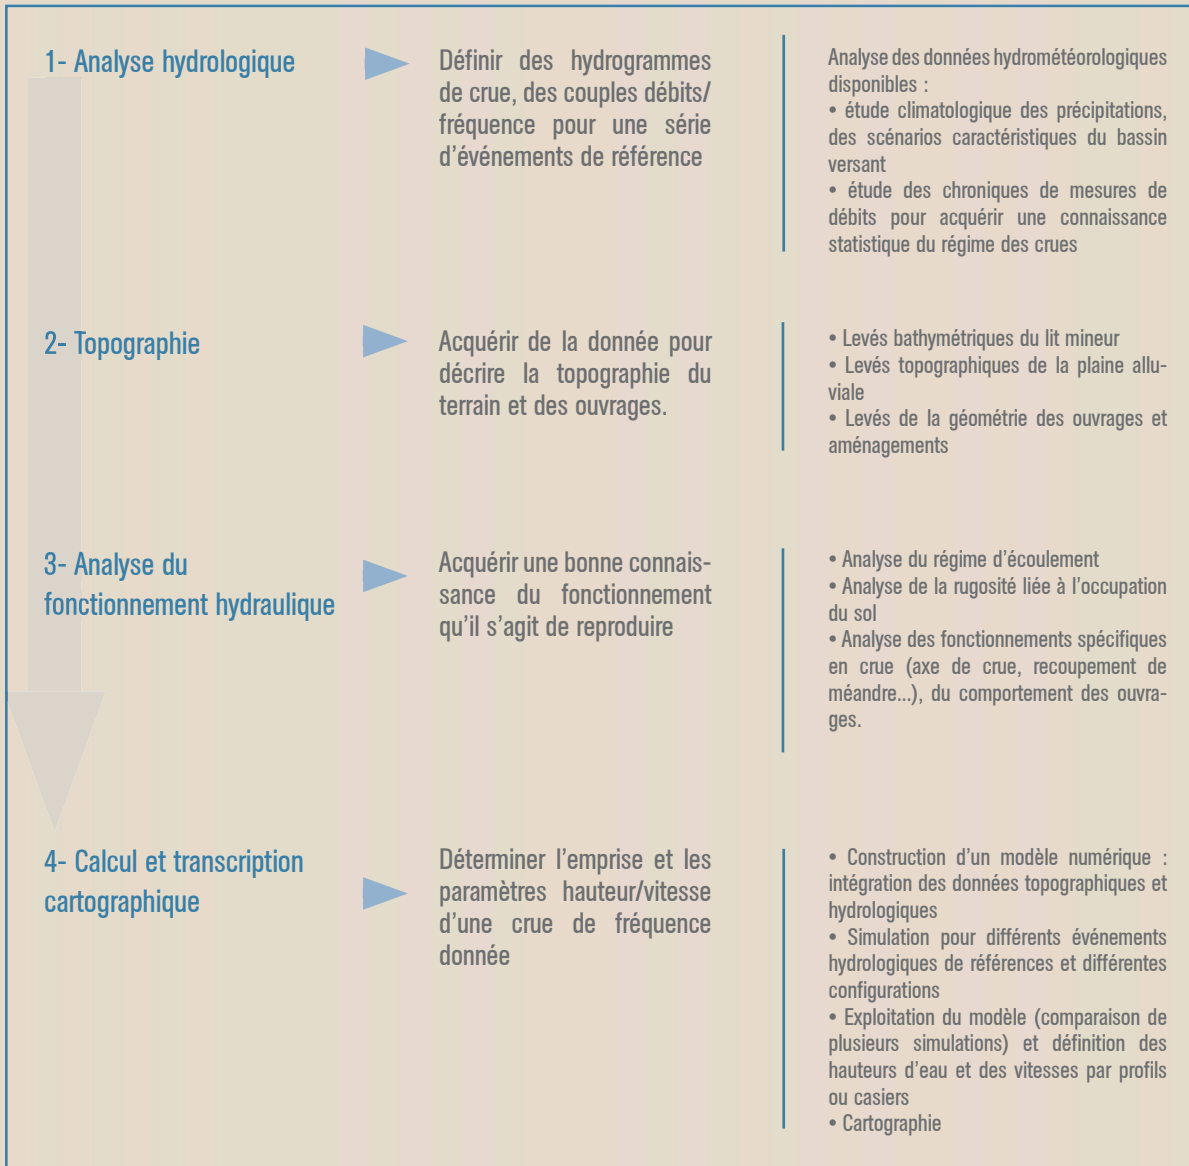 1- Analyse hydrologique
Définir des hydrogrammes
de crue, des couples débits/
fréquence pour une série
d'événements de référence
Analyse des données hydrométéorologiques
disponibles :
• étude climatologique des précipitations,
des scénarios caractéristiques du bassin
versant
• étude des chroniques de mesures de
débits pour acquérir une connaissance
statistique du régime des crues
2- Topographie
Acquérir de la donnée pour
décrire la topographie du
terrain et des ouvrages.
• Levés bathymétriques du lit mineur
• Levés topographiques de la plaine allu-
viale
• Levés de la géométrie des ouvrages et
aménagements
3- Analyse du
fonctionnement hydraulique
Acquérir une bonne connais-
sance du fonctionnement
qu'il s'agit de reproduire
• Analyse du régime d'écoulement
• Analyse de la rugosité liée à l'occupation
du sol
• Analyse des fonctionnements spécifiques
en crue (axe de crue, recoupement de
méandre...), du comportement des ouvra-
ges.
4- Calcul et transcription
cartographique
Déterminer l'emprise et les
paramètres hauteur/vitesse
d'une crue de fréquence
donnée
• Construction d'un modèle numérique :
intégration des données topographiques et
hydrologiques
• Simulation pour différents événements
hydrologiques de références et différentes
configurations
• Exploitation du modèle (comparaison de
plusieurs simulations) et définition des
hauteurs d'eau et des vitesses par profils
ou casiers
• Cartographie